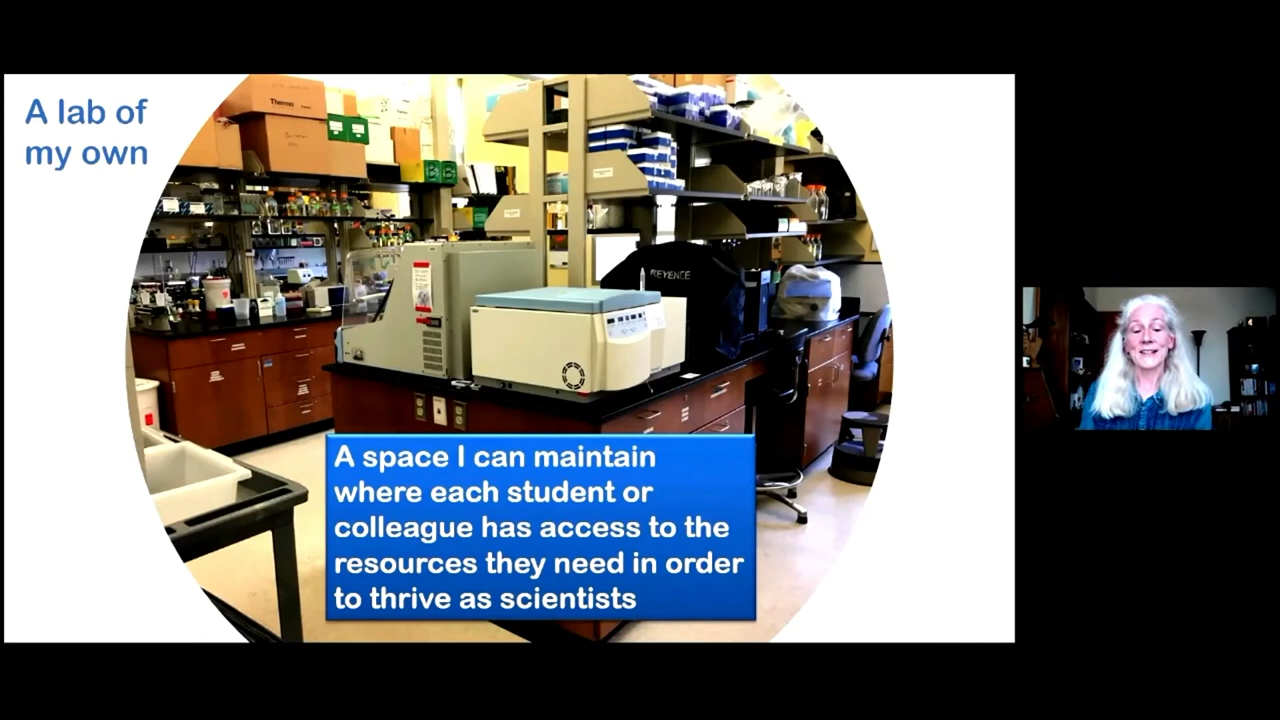 A lab of
my own
Thermo
KEYENCE
A space I can maintain
where each student or
colleague has access to the
resources they need in order
to thrive as scientists